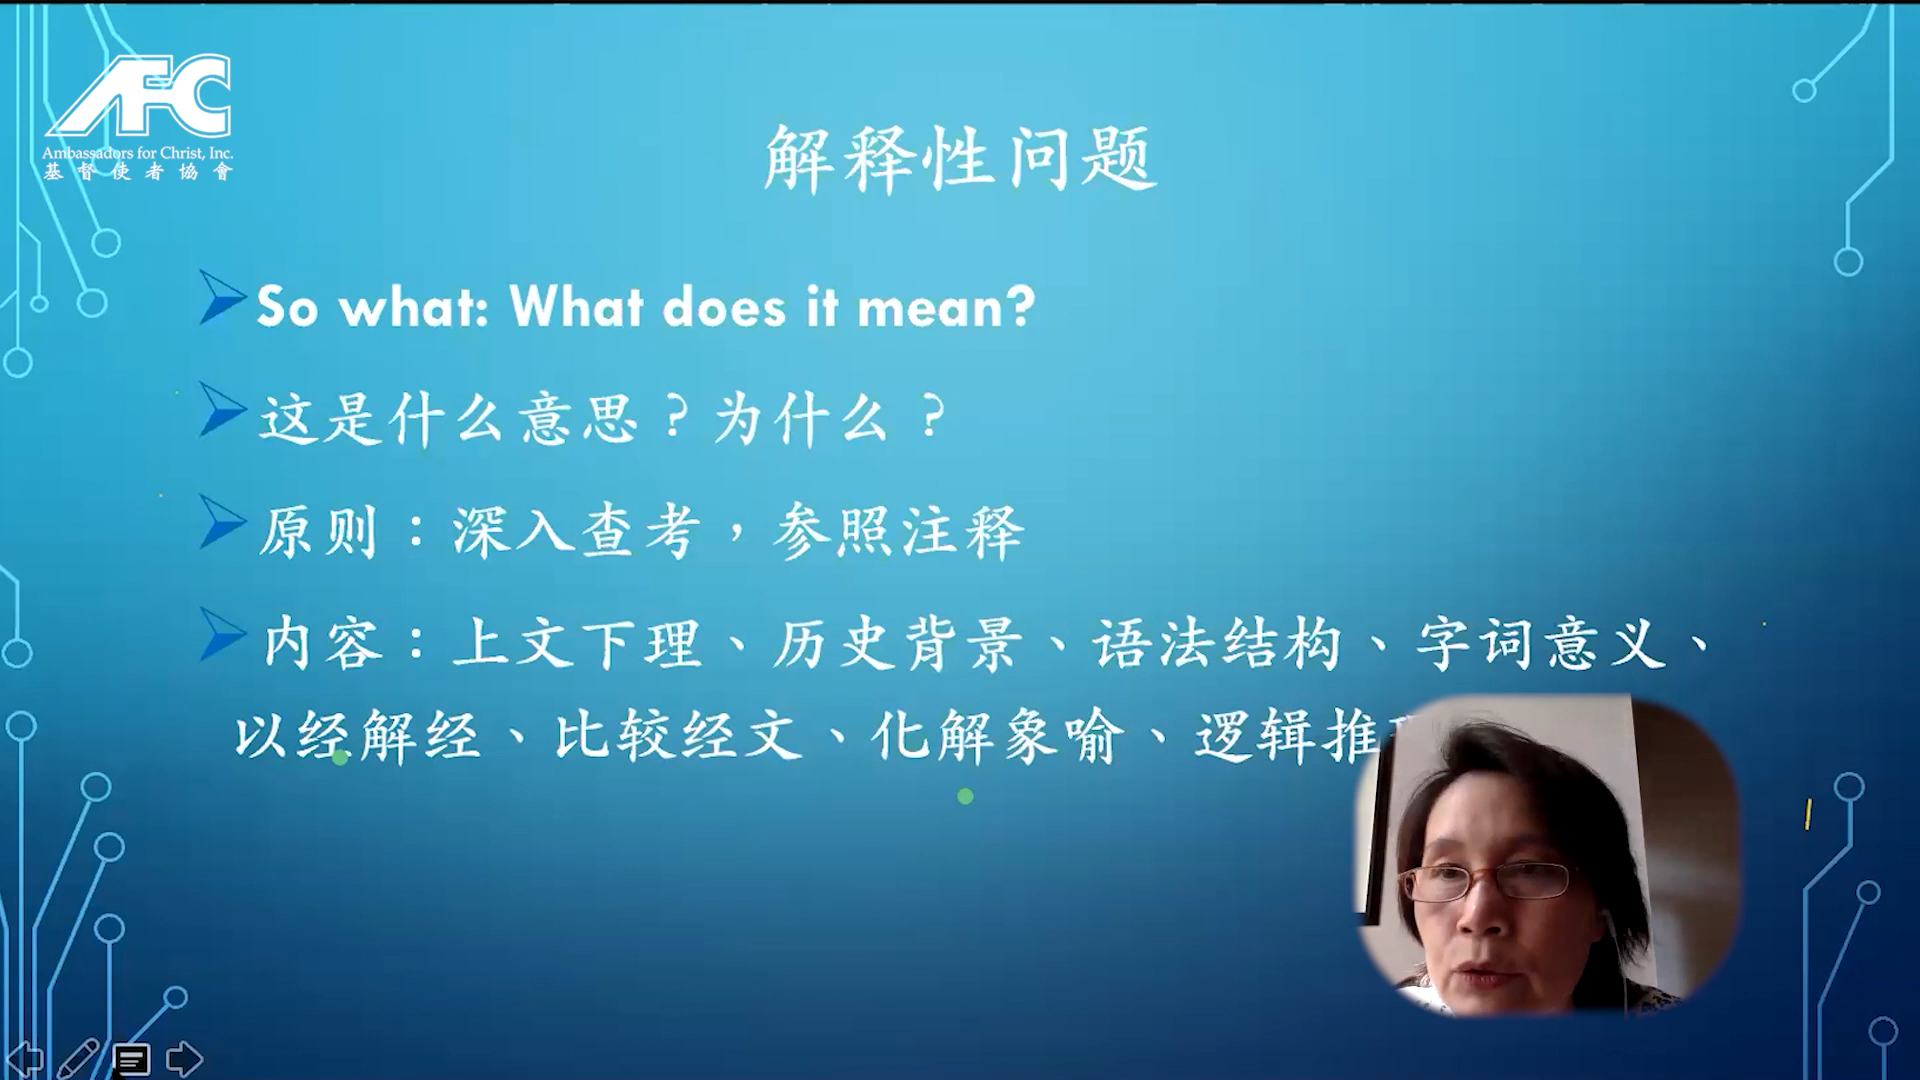 AFC
Ambassadors for Christ, Inc.
基督使者協會
解释性问题
So what: What does it mean?
这是什么意思？为什么？
原则：深入查考，参照注释
内容：上文下理、历史背景、语法结构、字词意义、
以经解经、比较经文、化解象喻、逻辑推